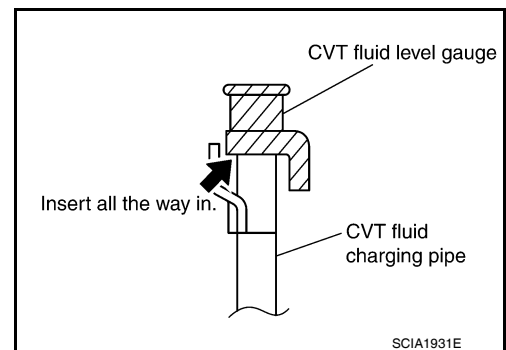 CVT fluid level gauge
Insert all the way in.
CVT fluid
charging pipe
SCIA1931E